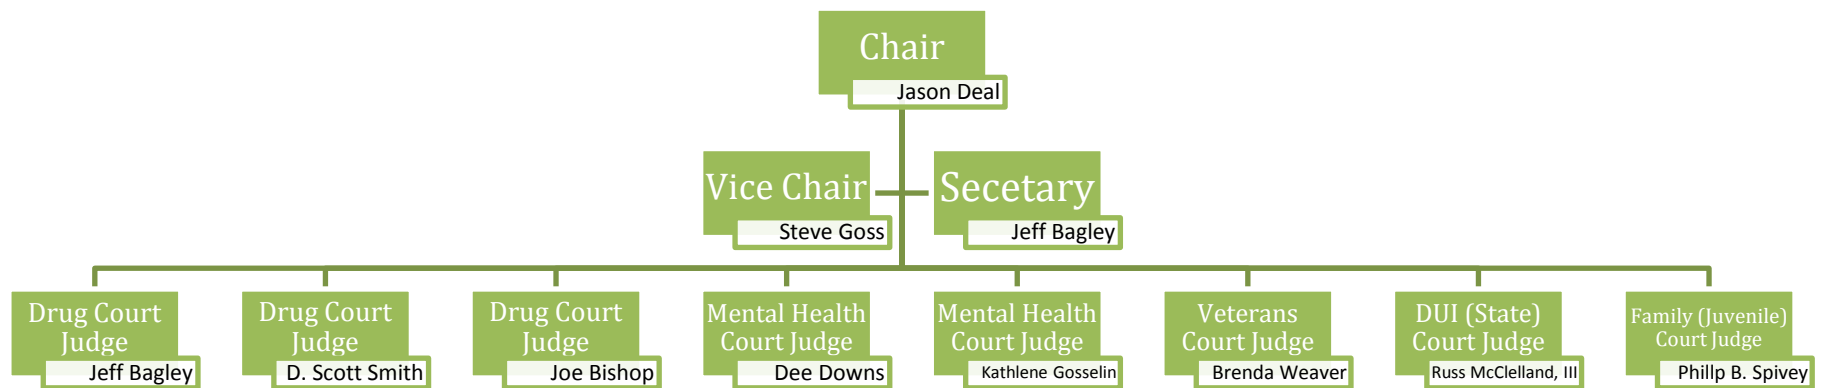 Chair
Jason Deal
Vice Chair
Steve Goss
Secetary
Jeff Bagley
Drug Court
Judge
Jeff Bagley
Drug Court
Judge
D. Scott Smith
Drug Court
Judge
Joe Bishop
Mental Health
Court Judge
Dee Downs
Mental Health
Court Judge
Kathlene Gosselin
Veterans
Court Judge
Brenda Weaver
DUI (State)
Court Judge
Russ McClelland, III
Family (Juvenile)
Court Judge
Phillp B. Spivey